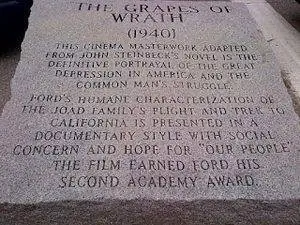 THE GRAPES OF
WRATH
(1940)
THIS CINEMA MASTERWORK ADAPTED
FROM JOHN STEINBECK'S NOVEL IS THE
DEFINITIVE PORTRAYAL OF THE GREAT
DEPRESSION IN AMERICA AND THE
COMMON MAN'S STRUGGLE.
FORD'S HUMANE CHARACTERIZATION OF
THE JOAD FAMILY'S PLIGHT AND TREK TO
CALIFORNIA IS PRESENTED IN A
DOCUMENTARY STYLE WITH SOCIAL
CONCERN AND HOPE FOR "OUR PEOPLE"
THE FILM EARNED FORD HIS
SECOND ACADEMY AWARD.